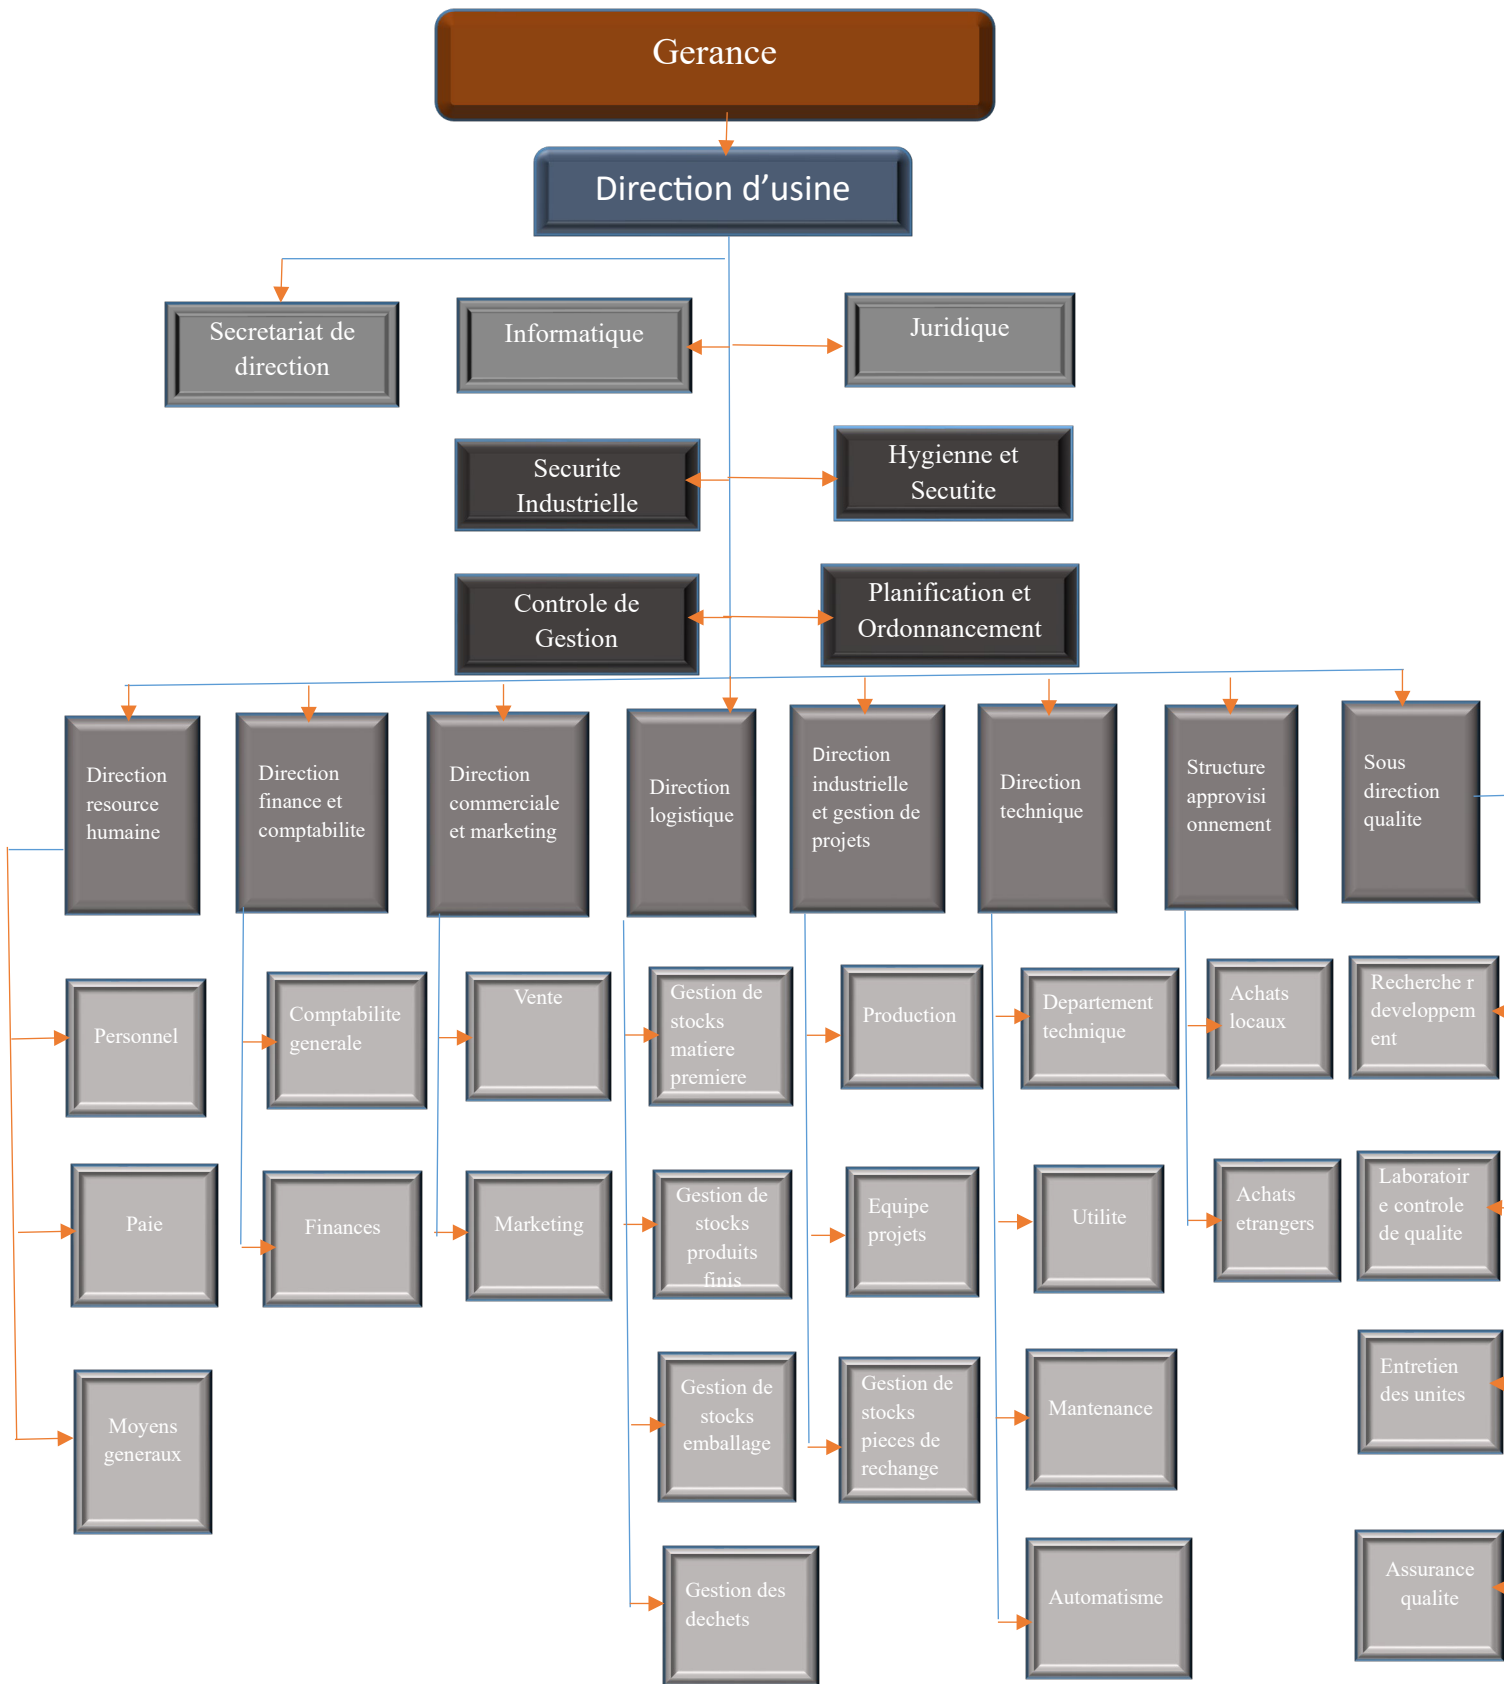 Gerance
Direction d’usine
Secretariat de
direction
Informatique
Juridique
Securite
Industrielle
Hygienne et
Secutite
Controle de
Gestion
Planification et
Ordonnancement
Direction
resource
humaine
Direction
finance et
comptabilite
Direction
commerciale
et marketing
Direction
logistique
Direction
industrielle
et gestion de
projets
Direction
technique
Structure
approvisi
onnement
Sous
direction
qualite
Personnel
Comptabilite
generale
Vente
Gestion de
stocks
matiere
premiere
Production
Departement
technique
Achats
locaux
Recherche r
developpem
ent
Paie
Finances
Marketing
Gestion de
stocks
produits
finis
Equipe
projets
Utilite
Achats
etrangers
Laboratoir
e controle
de qualite
Moyens
generaux
Gestion de
stocks
emballage
Gestion de
stocks
pieces de
rechange
Mantenance
Entretien
des unites
Gestion des
dechets
Automatisme
Assurance
qualite